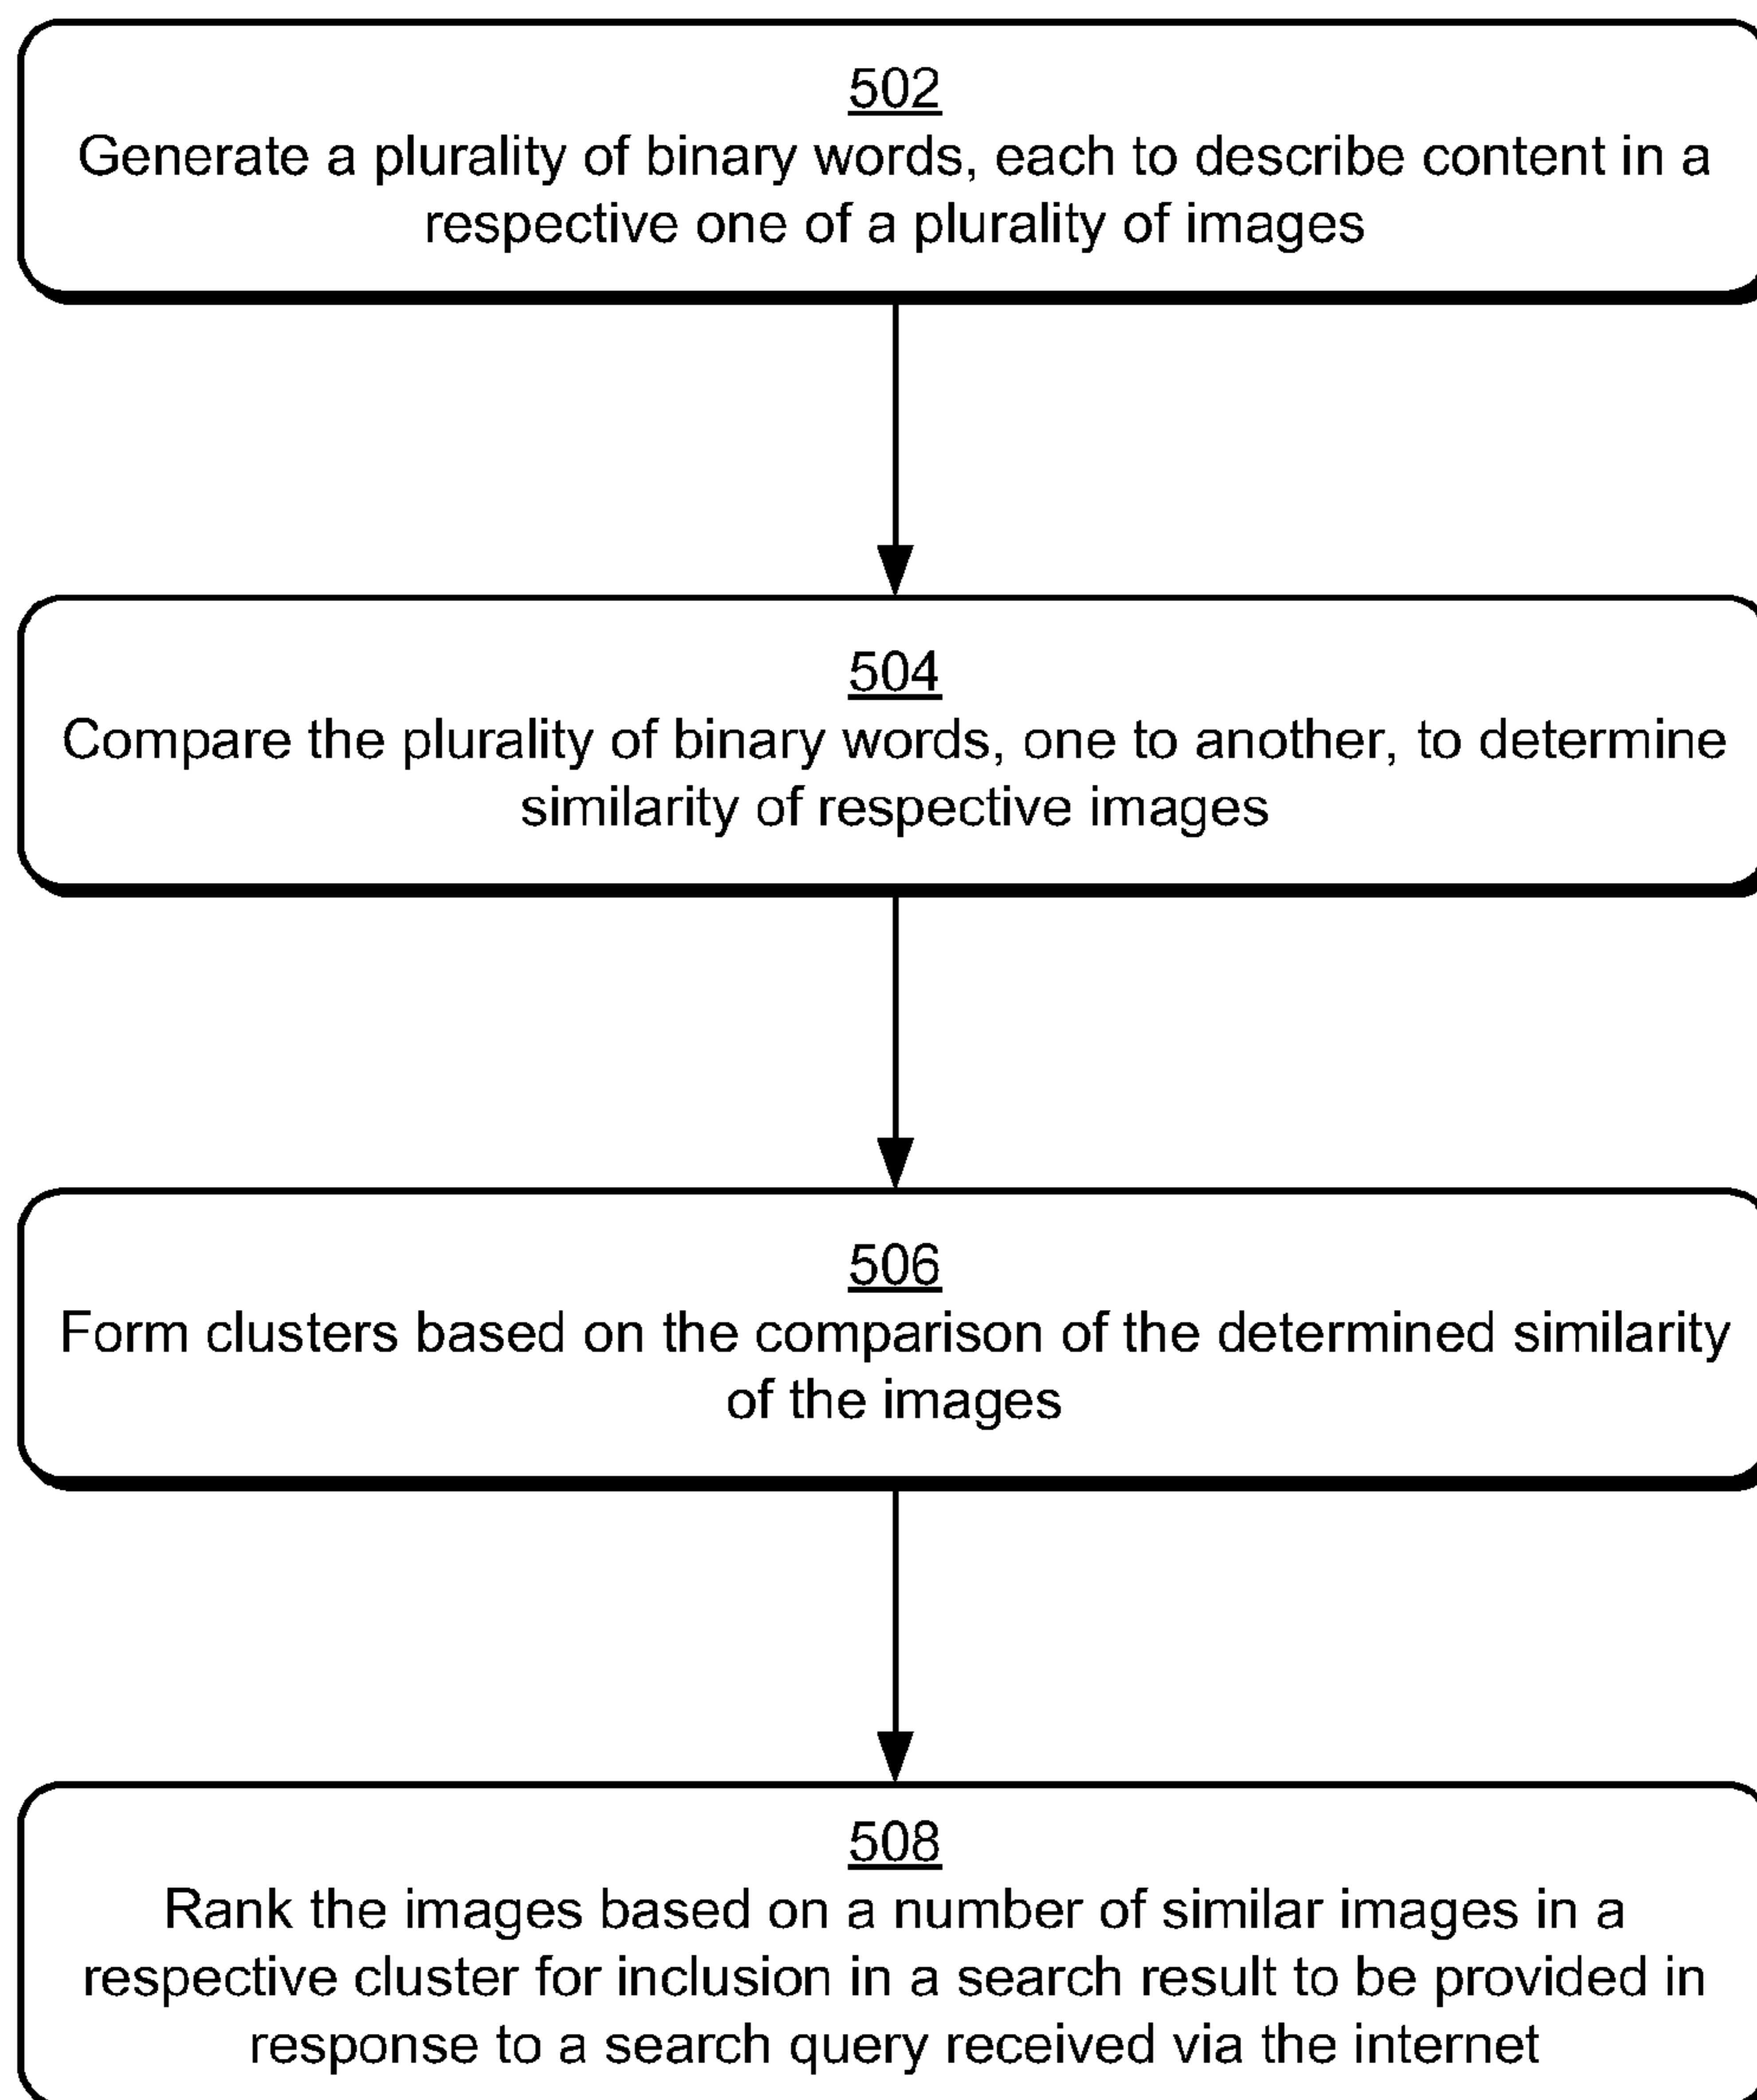 502
Generate a plurality of binary words, each to describe content in a
respective one of a plurality of images
504
Compare the plurality of binary words, one to another, to determine
similarity of respective images
506
Form clusters based on the comparison of the determined similarity
of the images
508
Rank the images based on a number of similar images in a
respective cluster for inclusion in a search result to be provided in
response to a search query received via the internet